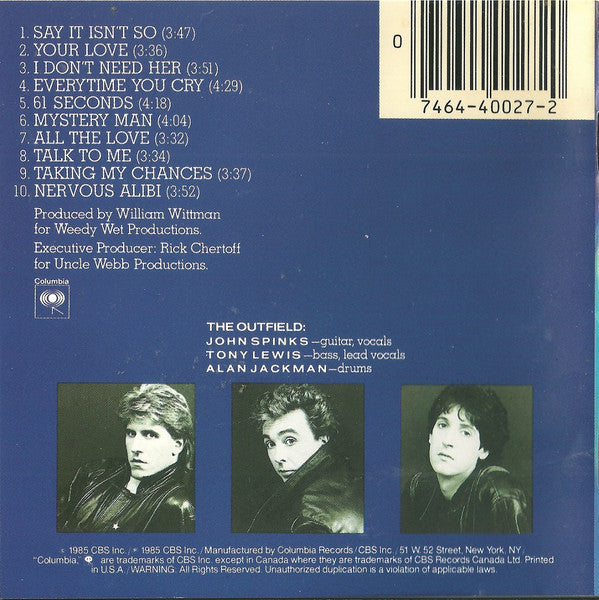 1. SAY IT ISN'T SO (3:47)
2. YOUR LOVE (3:36)
3. I DON'T NEED HER (3:51)
4. EVERYTIME YOU CRY (4:29)
5. 61 SECONDS (4:18)
6. MYSTERY MAN (4:04)
7. ALL THE LOVE (3:32)
8. TALK TO ME (3:34)
9. TAKING MY CHANCES (3:37)
10. NERVOUS ALIBI (3:52)
Produced by William Wittman
for Weedy Wet Productions.
Executive Producer: Rick Chertoff
for Uncle Webb Productions.
Columbia
0
7464-40027-2
THE OUTFIELD:
JOHN SPINKS—guitar, vocals
TONY LEWIS—bass, lead vocals
ALAN JACKMAN—drums
© 1985 CBS Inc./℗ 1985 CBS Inc./Manufactured by Columbia Records/CBS Inc./51 W. 52 Street, New York, NY/
"Columbia," are trademarks of CBS Inc. except in Canada where they are trademarks of CBS Records Canada Ltd. Printed
in U.S.A./WARNING: All Rights Reserved. Unauthorized duplication is a violation of applicable laws.